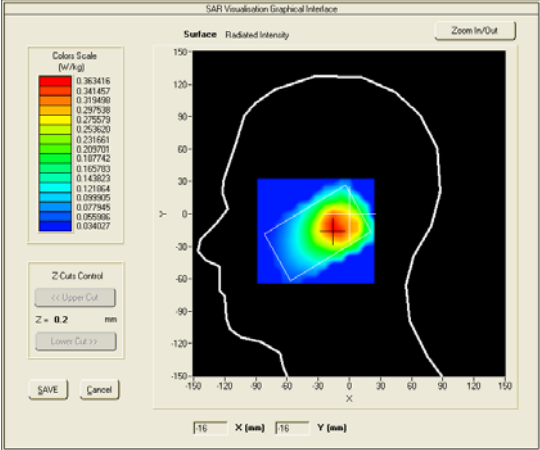 SAR Visualisation Graphical Interface
Surface Radiated Intensity
Zoom In/Out
Colors Scale
(W/kg)
0.363416
0.341457
0.319498
0.297538
0.275579
0.253620
0.231661
0.209701
0.187742
0.165783
0.143823
0.121864
0.099905
0.077945
0.055986
0.034027
Z-Cuts Control
<< Upper Cut
Z = 0.2 mm
Lower Cut >>
SAVE Cancel
150
120
90
60
30
0
-30
-60
-90
-120
-150
Y
-150 -120 -90 -60 -30 0 30 60 90 120 150
X
-16 X (mm) -16 Y (mm)